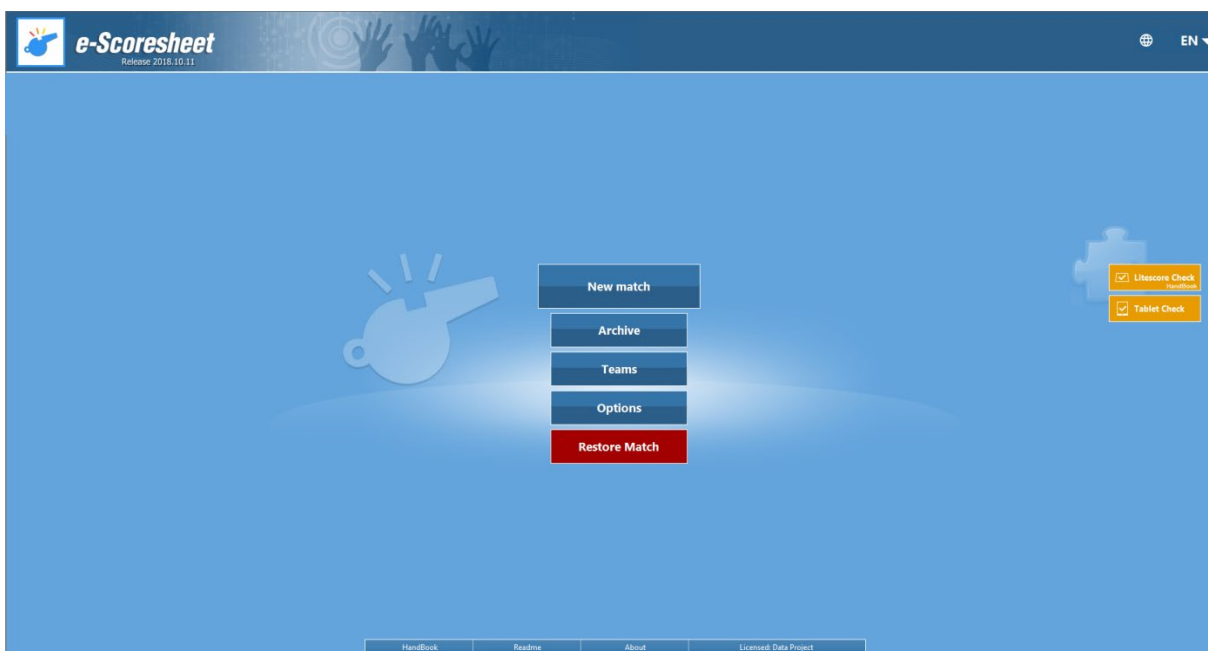 e-Scoresheet
Release 2018.10.11
EN
New match
Archive
Teams
Options
Restore Match
Litescore Check
HandBook
Tablet Check
HandBook Readme About Licensed: Data Project